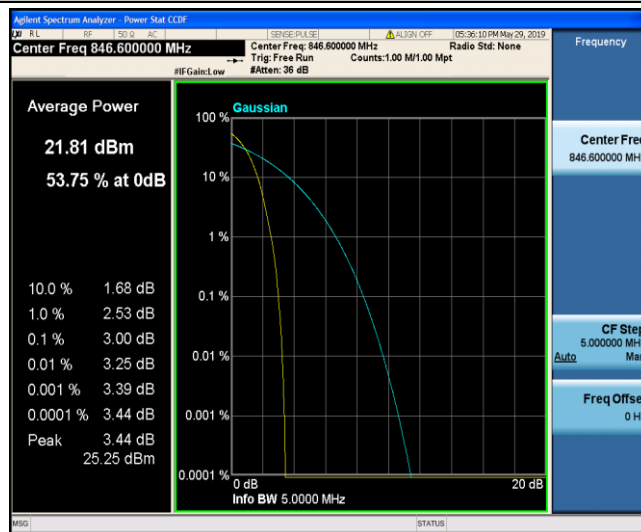 Agilent Spectrum Analyzer - Power Stat CCDF
RL RF 50 Ω AC SENSE:PULSE ALIGN OFF 05:36:10 PM May 29, 2019
Center Freq 846.600000 MHz
Center Freq: 846.600000 MHz Radio Std: None
Trig: Free Run Counts:1.00 M/1.00 Mpt
#IFGain:Low #Atten: 36 dB
Frequency
Average Power
21.81 dBm
53.75 % at 0dB
10.0 % 1.68 dB
1.0 % 2.53 dB
0.1 % 3.00 dB
0.01 % 3.25 dB
0.001 % 3.39 dB
0.0001 % 3.44 dB
Peak 3.44 dB
25.25 dBm
Gaussian
100 %
10 %
1 %
0.1 %
0.01 %
0.001 %
0.0001 %
0 dB 20 dB
Info BW 5.0000 MHz
Center Fre
846.600000 MH
CF Step
5.000000 MH
Auto Ma
Freq Offse
0 H
MSG STATUS